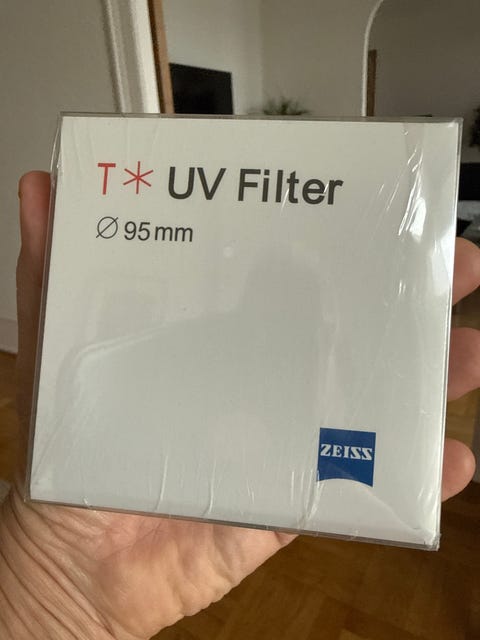 T* UV Filter
Ø 95mm
ZEISS